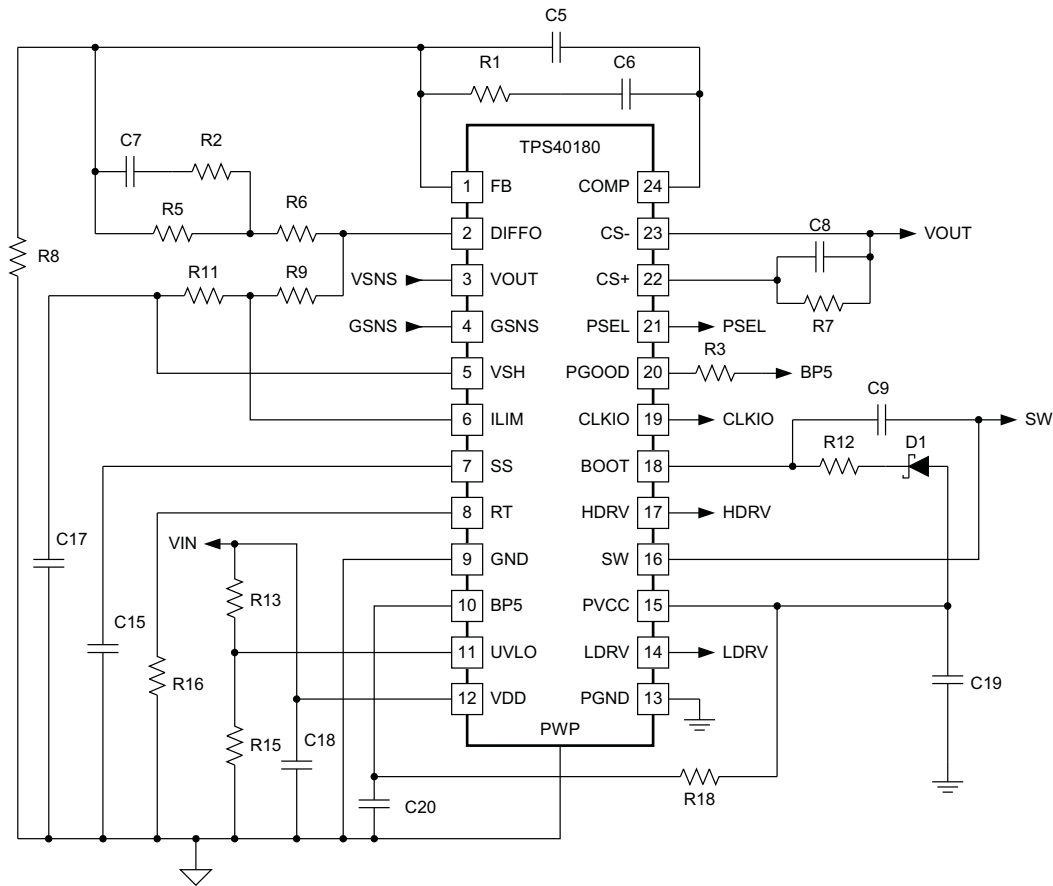 C5
R1
C6
TPS40180
C7
R2
1 FB
COMP 24
R5
R6
2 DIFFO
CS- 23
C8
VOUT
R8
R11
R9
VSNS
3 VOUT
CS+ 22
R7
GSNS
4 GSNS
PSEL 21
PSEL
R3
5 VSH
PGOOD 20
BP5
C9
6 ILIM
CLKIO 19
CLKIO
SW
R12
D1
7 SS
BOOT 18
8 RT
HDRV 17
HDRV
C17
VIN
9 GND
SW 16
R13
10 BP5
PVCC 15
C15
11 UVLO
LDRV 14
LDRV
R16
12 VDD
PGND 13
C19
PWP
R15
C18
C20
R18